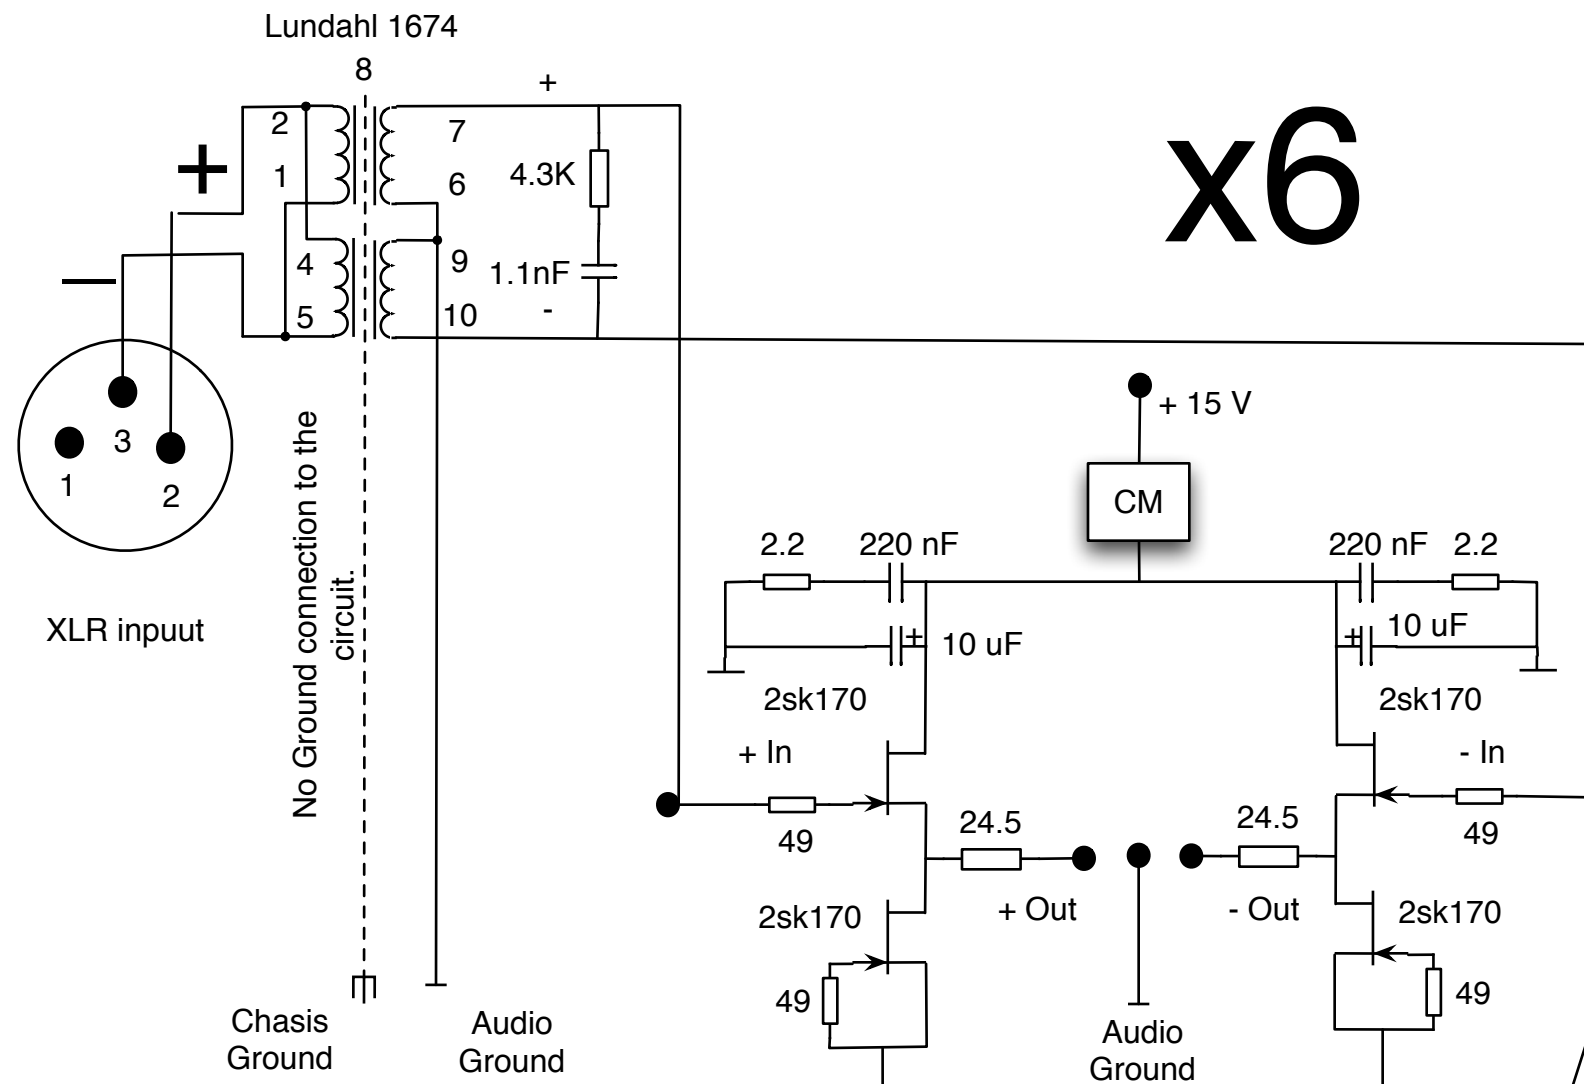 Lundahl 1674
8
+
2
7
x6
+
1
4.3K
6
4
9
1.1nF
–
5
10
-
+ 15 V
3
1
2
No Ground connection to the
circuit.
CM
2.2
220 nF
220 nF
2.2
XLR inpuut
+
10 uF
+
10 uF
2sk170
2sk170
+ In
- In
49
24.5
24.5
49
2sk170
+ Out
- Out
2sk170
49
49
Chasis
Ground
Audio
Ground
Audio
Ground